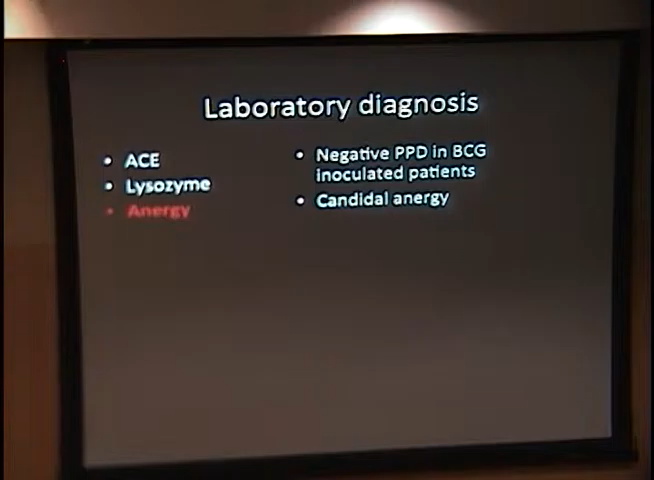 Laboratory diagnosis
• ACE
• Lysozyme
• Anergy
• Negative PPD in BCG
inoculated patients
• Candidal anergy